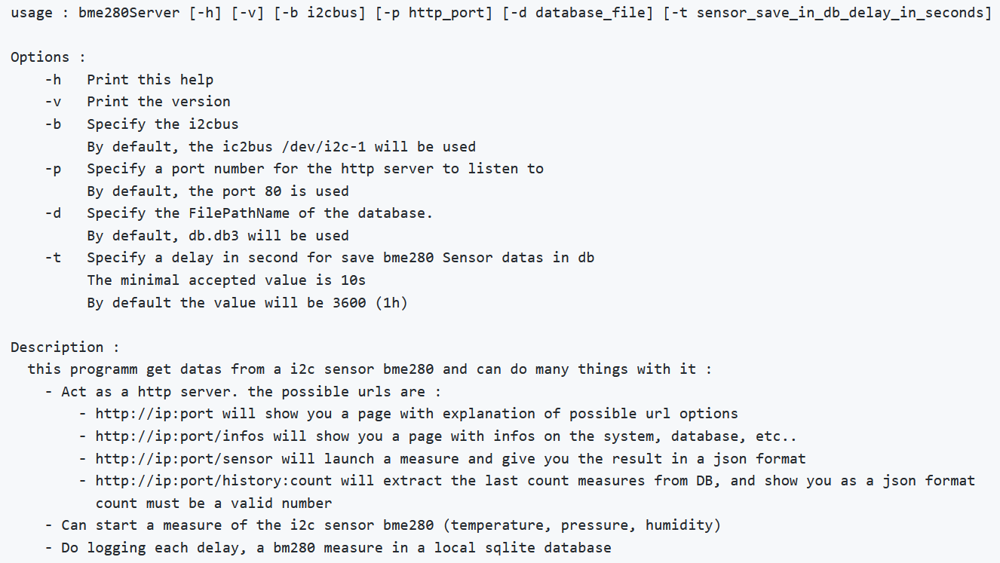 usage : bme280Server [-h] [-v] [-b i2cbus] [-p http_port] [-d database_file] [-t sensor_save_in_db_delay_in_seconds]
Options :
-h Print this help
-v Print the version
-b Specify the i2cbus
By default, the ic2bus /dev/i2c-1 will be used
-p Specify a port number for the http server to listen to
By default, the port 80 is used
-d Specify the FilePathName of the database.
By default, db.db3 will be used
-t Specify a delay in second for save bme280 Sensor datas in db
The minimal accepted value is 10s
By default the value will be 3600 (1h)
Description :
this programm get datas from a i2c sensor bme280 and can do many things with it :
- Act as a http server. the possible urls are :
- http://ip:port will show you a page with explanation of possible url options
- http://ip:port/infos will show you a page with infos on the system, database, etc..
- http://ip:port/sensor will launch a measure and give you the result in a json format
- http://ip:port/history:count will extract the last count measures from DB, and show you as a json format
count must be a valid number
- Can start a measure of the i2c sensor bme280 (temperature, pressure, humidity)
- Do logging each delay, a bm280 measure in a local sqlite database